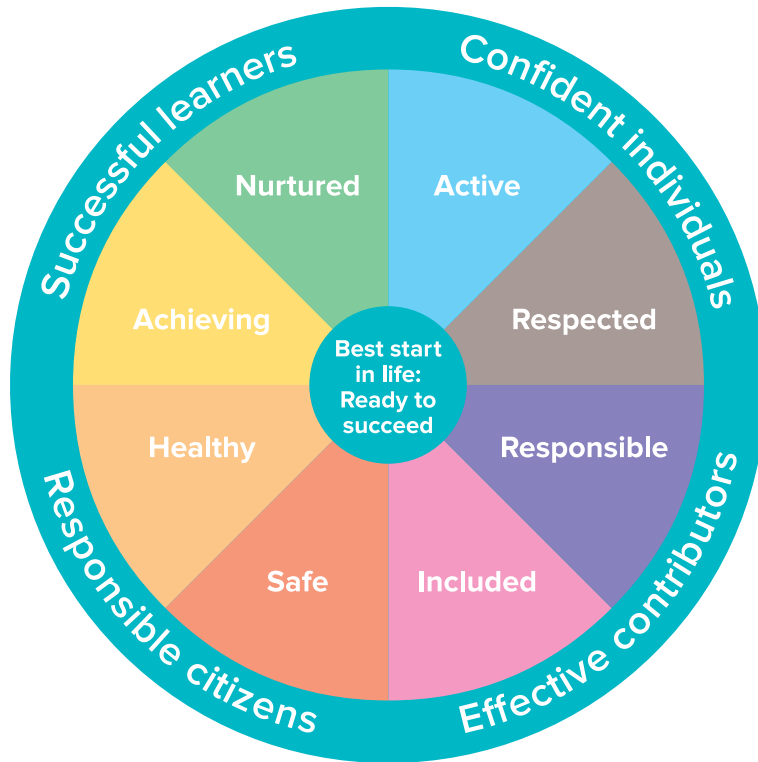 Successful learners
Confident individuals
Nurtured
Active
Achieving
Respected
Best start
in life:
Ready to
succeed
Healthy
Responsible
Safe
Included
Responsible citizens
Effective contributors